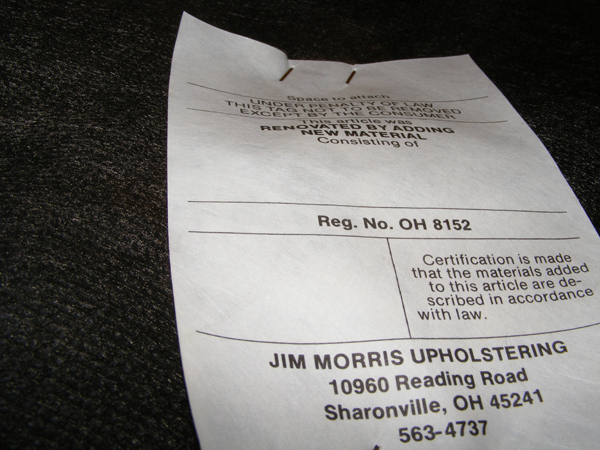 Space to attach
UNDER PENALTY OF LAW
THIS TAG NOT TO BE REMOVED
EXCEPT BY THE CONSUMER
This article was
RENOVATED BY ADDING
NEW MATERIAL
Consisting of
Reg. No. OH 8152
Certification is made
that the materials added
to this article are de-
scribed in accordance
with law.
JIM MORRIS UPHOLSTERING
10960 Reading Road
Sharonville, OH 45241
563-4737